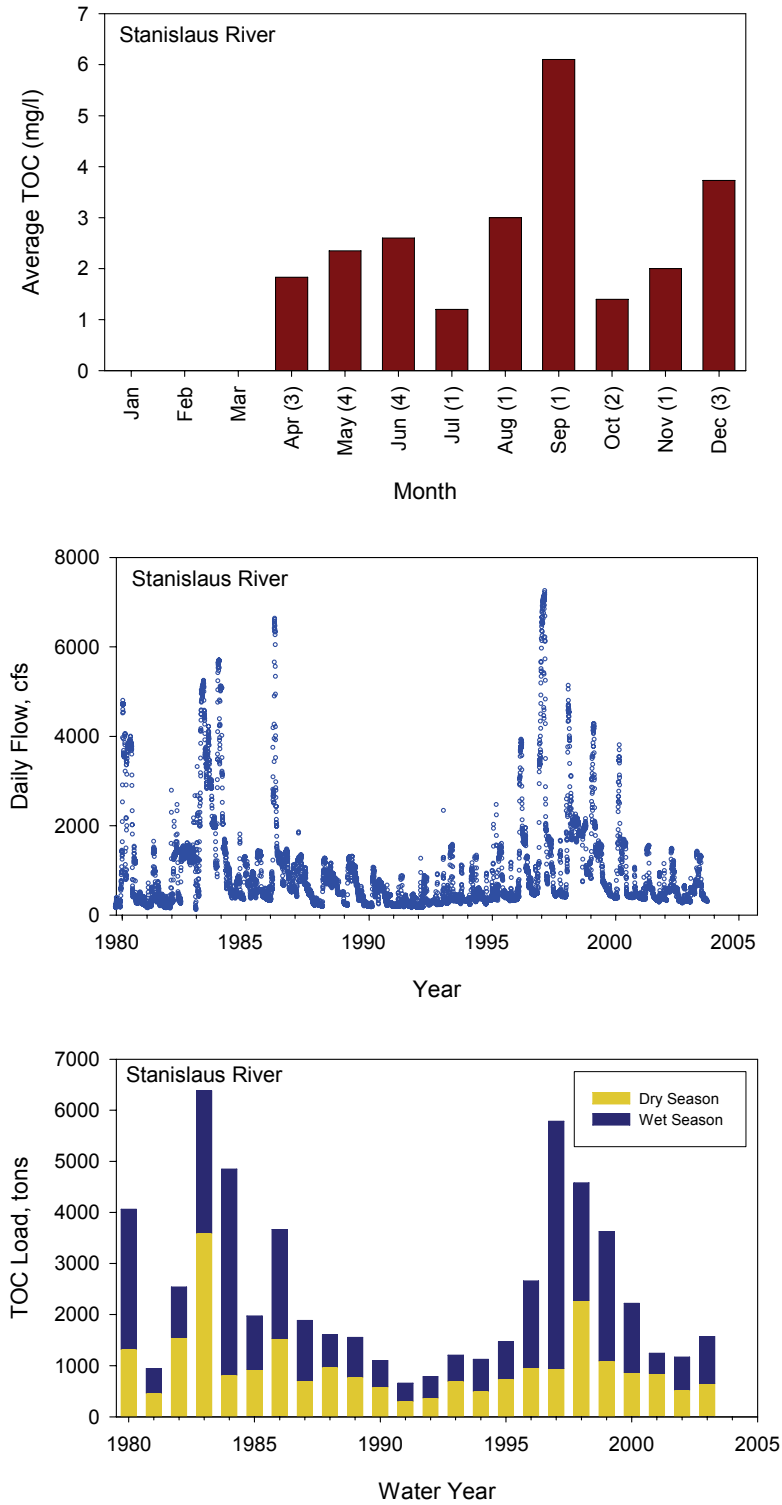 Stanislaus River
Average TOC (mg/l)
7
6
5
4
3
2
1
0
Jan
Feb
Mar
Apr (3)
May (4)
Jun (4)
Jul (1)
Aug (1)
Sep (1)
Oct (2)
Nov (1)
Dec (3)
Month
Stanislaus River
Daily Flow, cfs
8000
6000
4000
2000
0
1980 1985 1990 1995 2000 2005
Year
Stanislaus River
Dry Season
Wet Season
TOC Load, tons
7000
6000
5000
4000
3000
2000
1000
0
1980 1985 1990 1995 2000 2005
Water Year